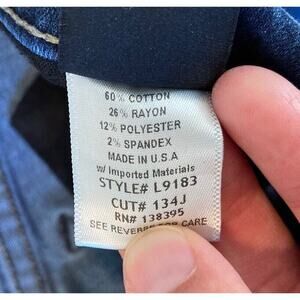 60% COTTON
26% RAYON
12% POLYESTER
2% SPANDEX
MADE IN U.S.A
w/ Imported Materials
STYLE# L9183
CUT# 134J
RN# 138395
SEE REVERSE FOR CARE